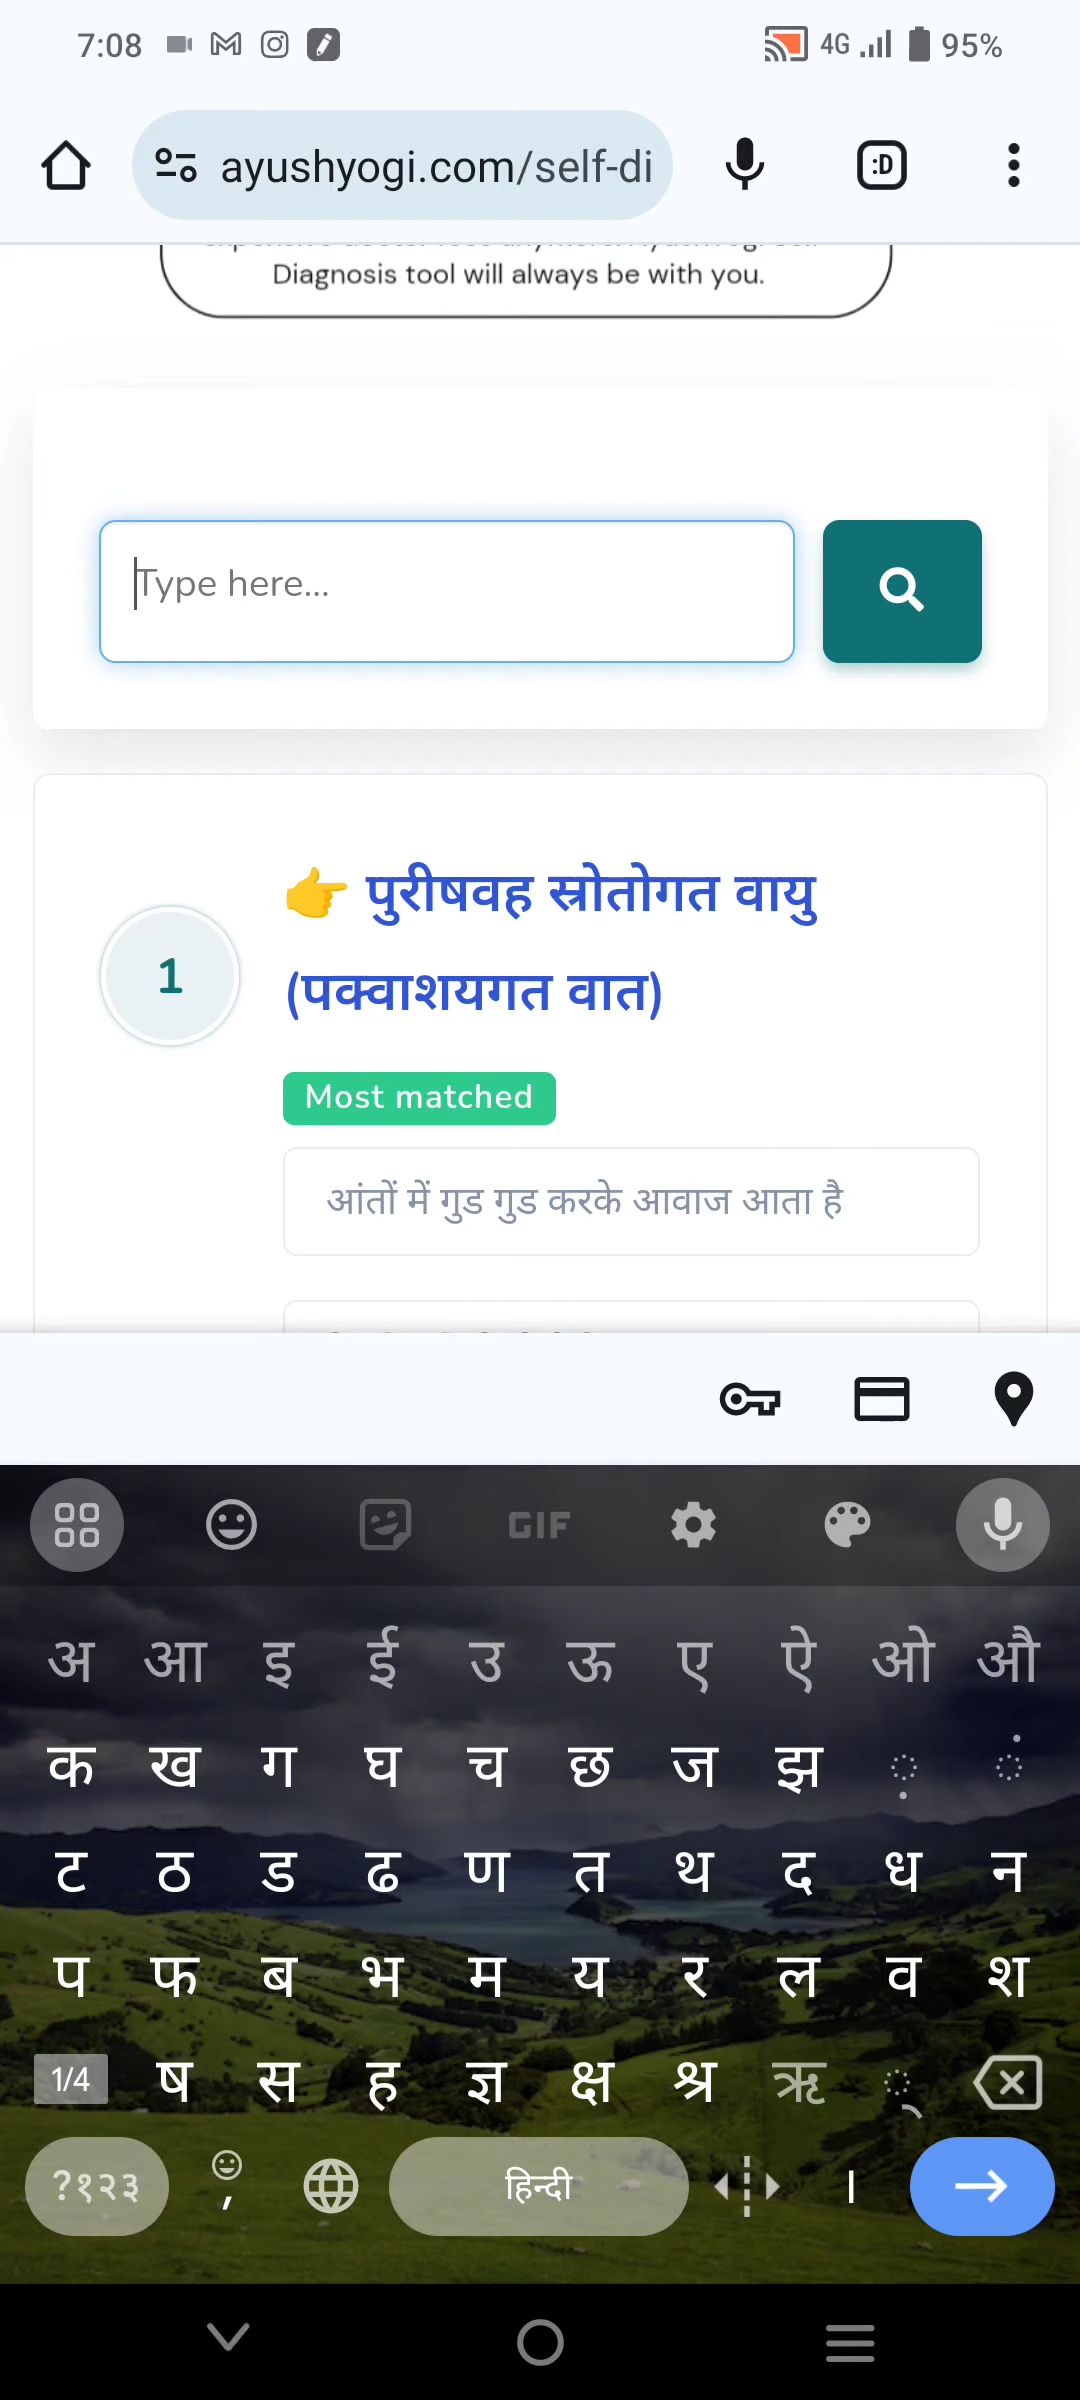 7:08
4G
95%
ayushyogi.com/self-di
:D
Diagnosis tool will always be with you.
Type here...
1
👉 पुरीषवह स्रोतोगत वायु
(पक्वाशयगत वात)
Most matched
आंतों में गुड गुड करके आवाज आता है
GIF
अ आ इ ई उ ऊ ए ऐ ओ औ
क ख ग घ च छ ज झ ़ ं
ट ठ ड ढ ण त थ द ध न
प फ ब भ म य र ल व श
1/4 ष स ह ज्ञ क्ष श्र ऋ ्
?१२३ , हिन्दी ।